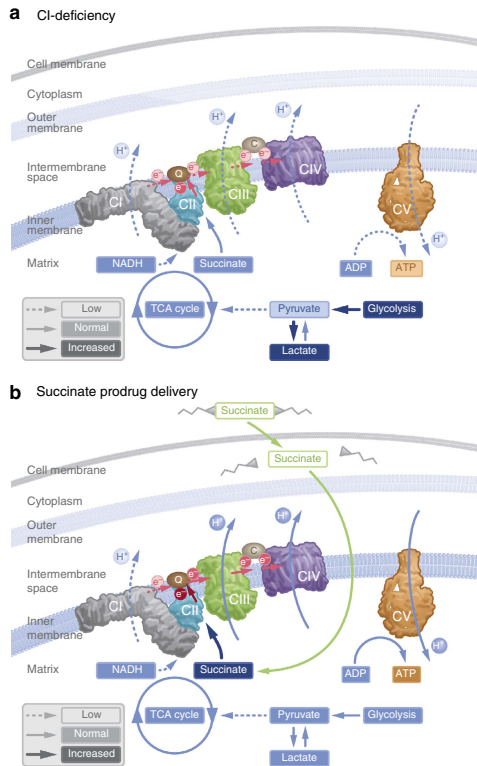 a CI-deficiency
Cell membrane
Cytoplasm
Outer
membrane
H+
H+
H+
H+
Intermembrane
space
e-
Q
e-
e-
C
e-
e-
CI
CII
CIII
CIV
CV
Inner
membrane
H+
Matrix
NADH
Succinate
ADP
ATP
TCA cycle
Pyruvate
Glycolysis
Lactate
Low
Normal
Increased
b Succinate prodrug delivery
Succinate
Succinate
Cell membrane
Cytoplasm
Outer
membrane
H+
H+
H+
Intermembrane
space
e-
Q
e-
e-
C
e-
e-
CI
CII
CIII
CIV
CV
Inner
membrane
H+
Matrix
NADH
Succinate
ADP
ATP
TCA cycle
Pyruvate
Glycolysis
Lactate
Low
Normal
Increased